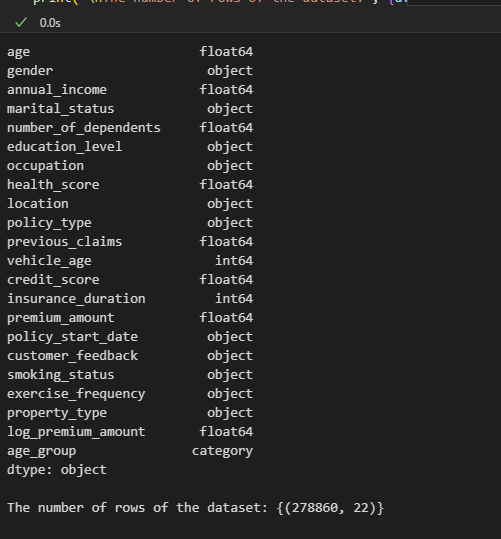 0.0s
age float64
gender object
annual_income float64
marital_status object
number_of_dependents float64
education_level object
occupation object
health_score float64
location object
policy_type object
previous_claims float64
vehicle_age int64
credit_score float64
insurance_duration int64
premium_amount float64
policy_start_date object
customer_feedback object
smoking_status object
exercise_frequency object
property_type object
log_premium_amount float64
age_group category
dtype: object
The number of rows of the dataset: {(278860, 22)}